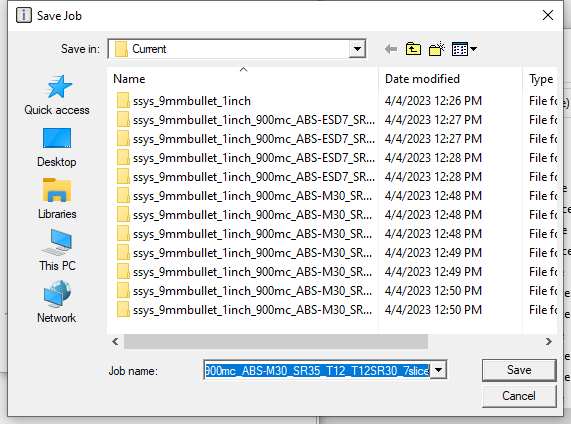 Save Job
Save in: Current
Name Date modified Type
ssys_9mmbullet_1inch 4/4/2023 12:26 PM File fo
ssys_9mmbullet_1inch_900mc_ABS-ESD7_SR... 4/4/2023 12:27 PM File fo
ssys_9mmbullet_1inch_900mc_ABS-ESD7_SR... 4/4/2023 12:27 PM File fo
ssys_9mmbullet_1inch_900mc_ABS-ESD7_SR... 4/4/2023 12:28 PM File fo
ssys_9mmbullet_1inch_900mc_ABS-ESD7_SR... 4/4/2023 12:28 PM File fo
ssys_9mmbullet_1inch_900mc_ABS-M30_SR... 4/4/2023 12:48 PM File fo
ssys_9mmbullet_1inch_900mc_ABS-M30_SR... 4/4/2023 12:48 PM File fo
ssys_9mmbullet_1inch_900mc_ABS-M30_SR... 4/4/2023 12:48 PM File fo
ssys_9mmbullet_1inch_900mc_ABS-M30_SR... 4/4/2023 12:49 PM File fo
ssys_9mmbullet_1inch_900mc_ABS-M30_SR... 4/4/2023 12:49 PM File fo
ssys_9mmbullet_1inch_900mc_ABS-M30_SR... 4/4/2023 12:50 PM File fo
ssys_9mmbullet_1inch_900mc_ABS-M30_SR... 4/4/2023 12:50 PM File fo
Quick access
Desktop
Libraries
This PC
Network
Job name: 900mc_ABS-M30_SR35_T12_T12SR30_7slice
Save
Cancel